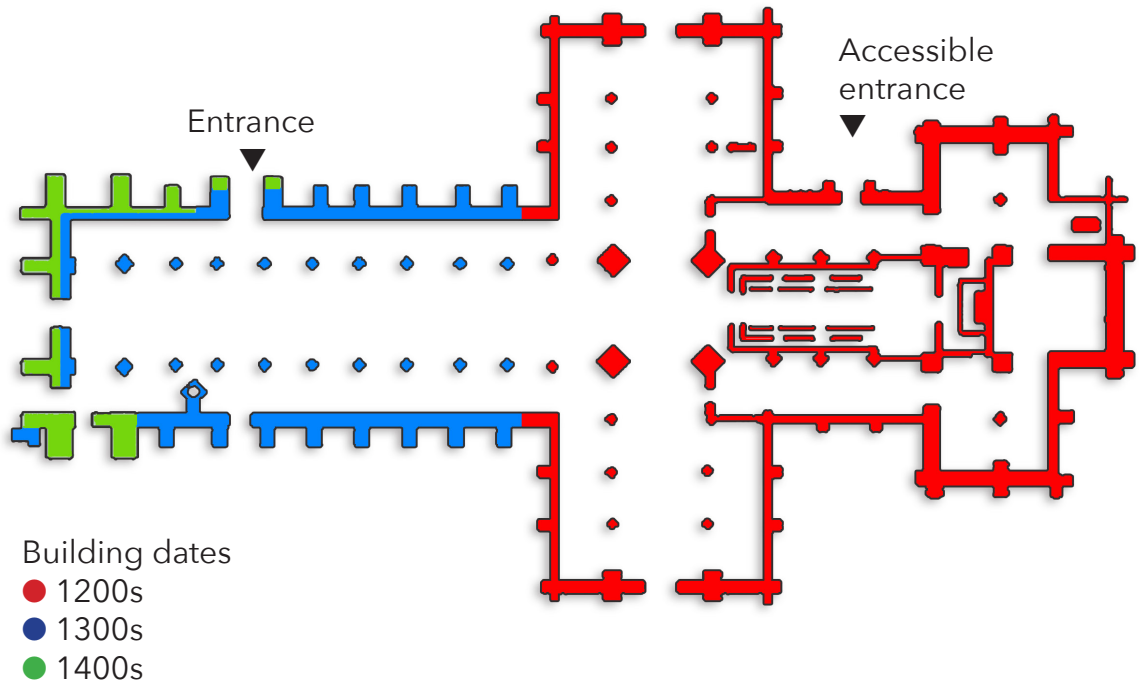 Accessible
entrance
Entrance
Building dates
1200s
1300s
1400s